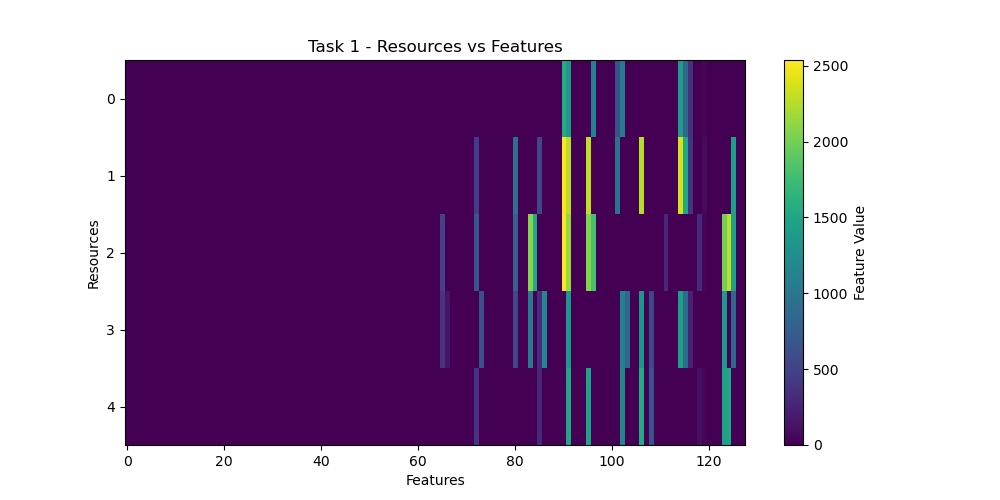 Task 1 - Resources vs Features
Resources
0
1
2
3
4
0 20 40 60 80 100 120
Features
2500
2000
1500
1000
500
0
Feature Value